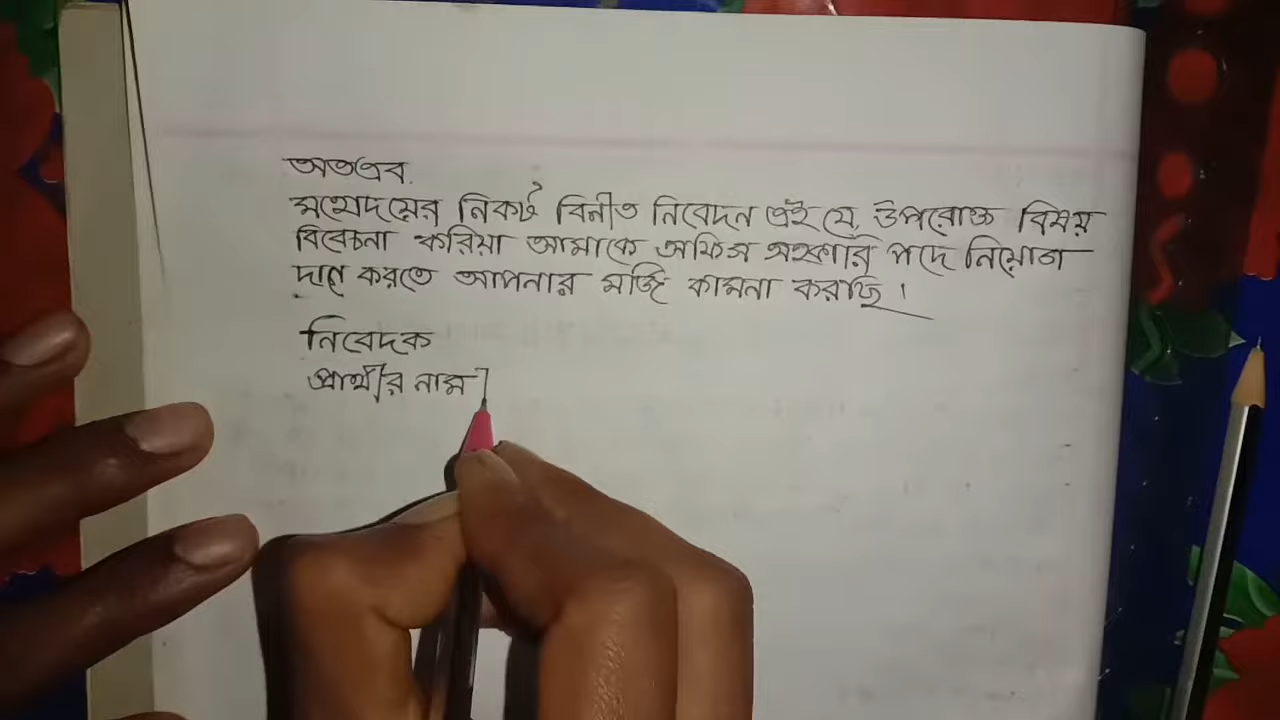 অতএব.
মহোদয়ের নিকট বিনীত নিবেদন এই যে, উপরোক্ত বিষয়
বিবেচনা করিয়া আমাকে অফিস সহকারি পদে নিয়োগ
দান করতে আপনার মর্জি কামনা করছি।
নিবেদক
প্রার্থীর নাম